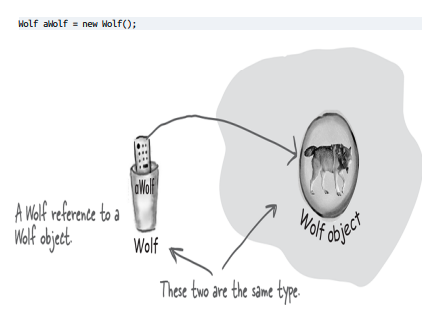 Wolf aWolf = new Wolf();
aWolf
A Wolf reference to a
Wolf object.
Wolf
Wolf object
These two are the same type.